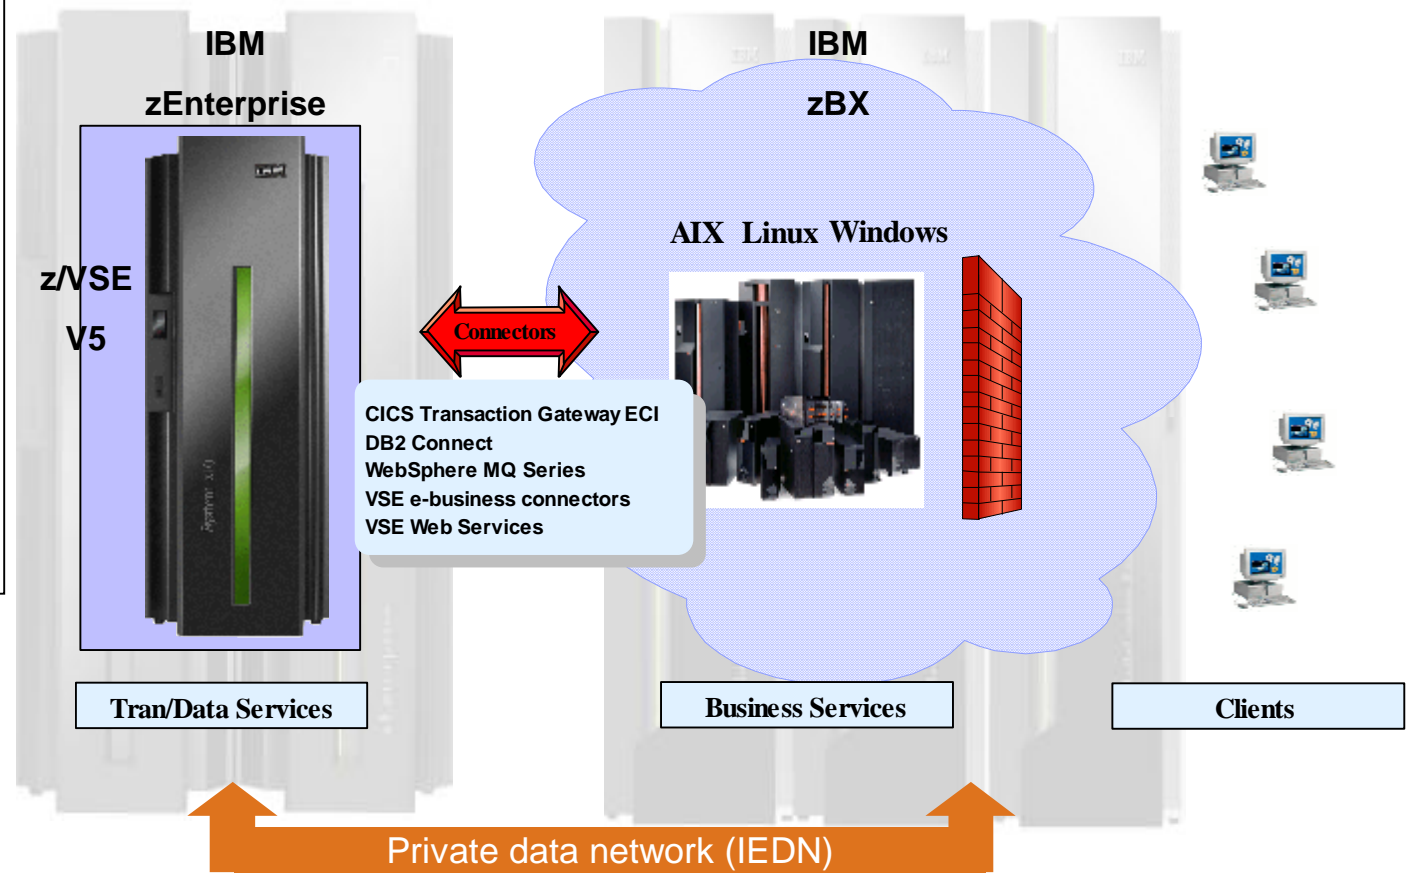 IBM
zEnterprise
IBM
zBX
z/VSE
V5
IBM
AIX Linux Windows
Connectors
CICS Transaction Gateway ECI
DB2 Connect
WebSphere MQ Series
VSE e-business connectors
VSE Web Services
Tran/Data Services
Business Services
Clients
Private data network (IEDN)